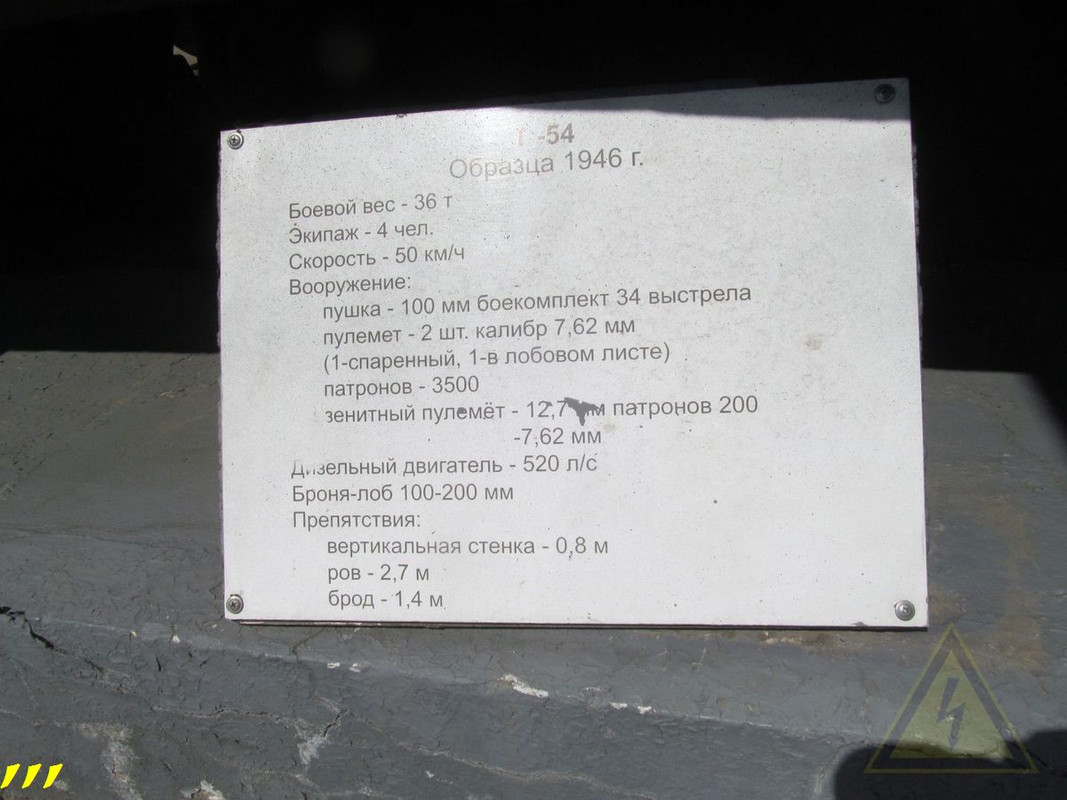 Т -54
Образца 1946 г.
Боевой вес - 36 т
Экипаж - 4 чел.
Скорость - 50 км/ч
Вооружение:
пушка - 100 мм боекомплект 34 выстрела
пулемет - 2 шт. калибр 7,62 мм
(1-спаренный, 1-в лобовом листе)
патронов - 3500
зенитный пулемёт - 12,7 мм патронов 200
-7,62 мм
Дизельный двигатель - 520 л/с
Броня-лоб 100-200 мм
Препятствия:
вертикальная стенка - 0,8 м
ров - 2,7 м
брод - 1,4 м